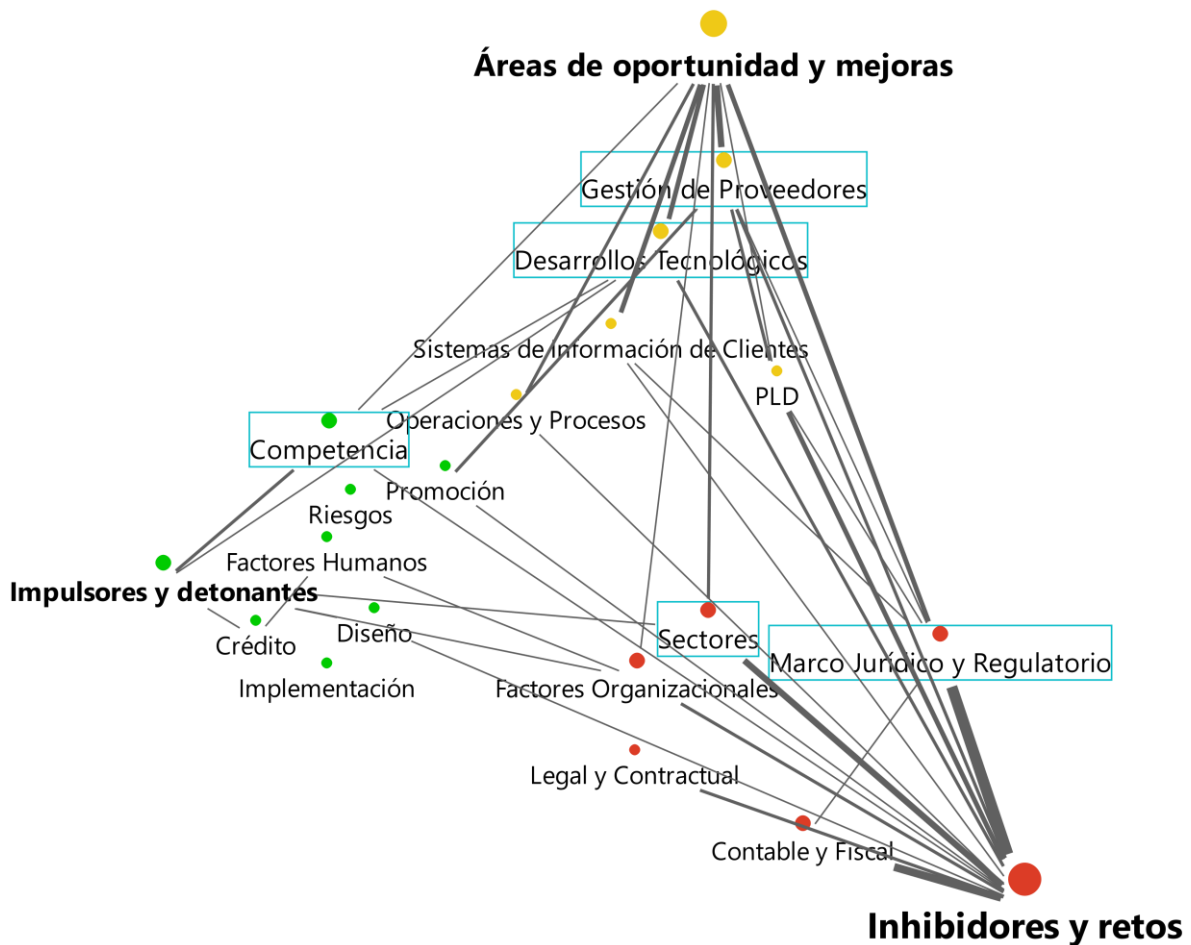 Áreas de oportunidad y mejoras
Gestión de Proveedores
Desarrollos Tecnológicos
Sistemas de Información de Clientes
PLD
Operaciones y Procesos
Competencia
Promoción
Riesgos
Factores Humanos
Impulsores y detonantes
Diseño
Crédito
Sectores
Marco Jurídico y Regulatorio
Implementación
Factores Organizacionales
Legal y Contractual
Contable y Fiscal
Inhibidores y retos